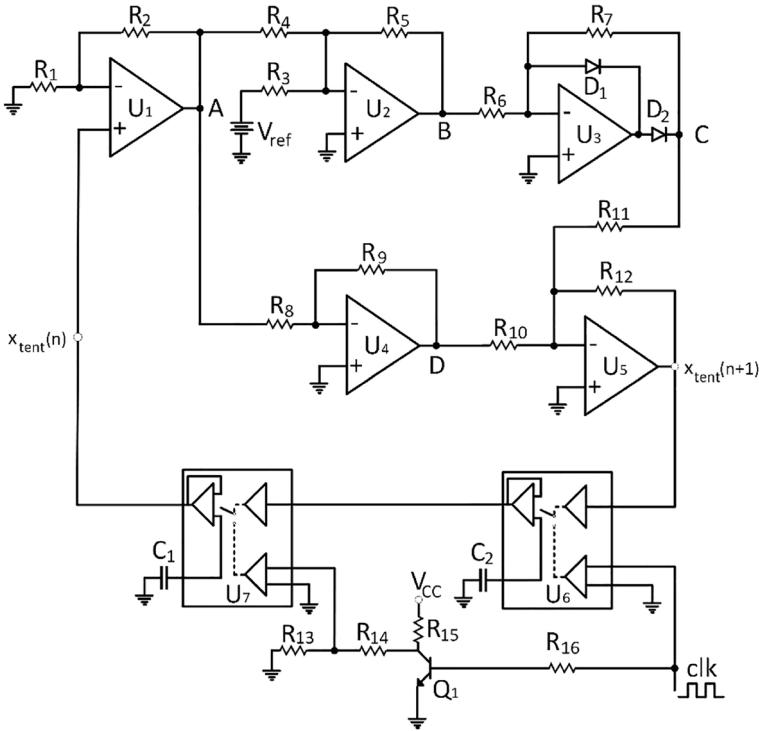 R2
R4
R5
R7
R1
R3
D1
R6
D2
-
U1
+
A
-
U2
+
B
Vref
-
U3
+
C
R11
R9
R12
R8
xtent(n)
-
U4
+
D
R10
-
U5
+
xtent(n+1)
C1
U7
C2
U6
VCC
R13
R14
R15
R16
clk
Q1